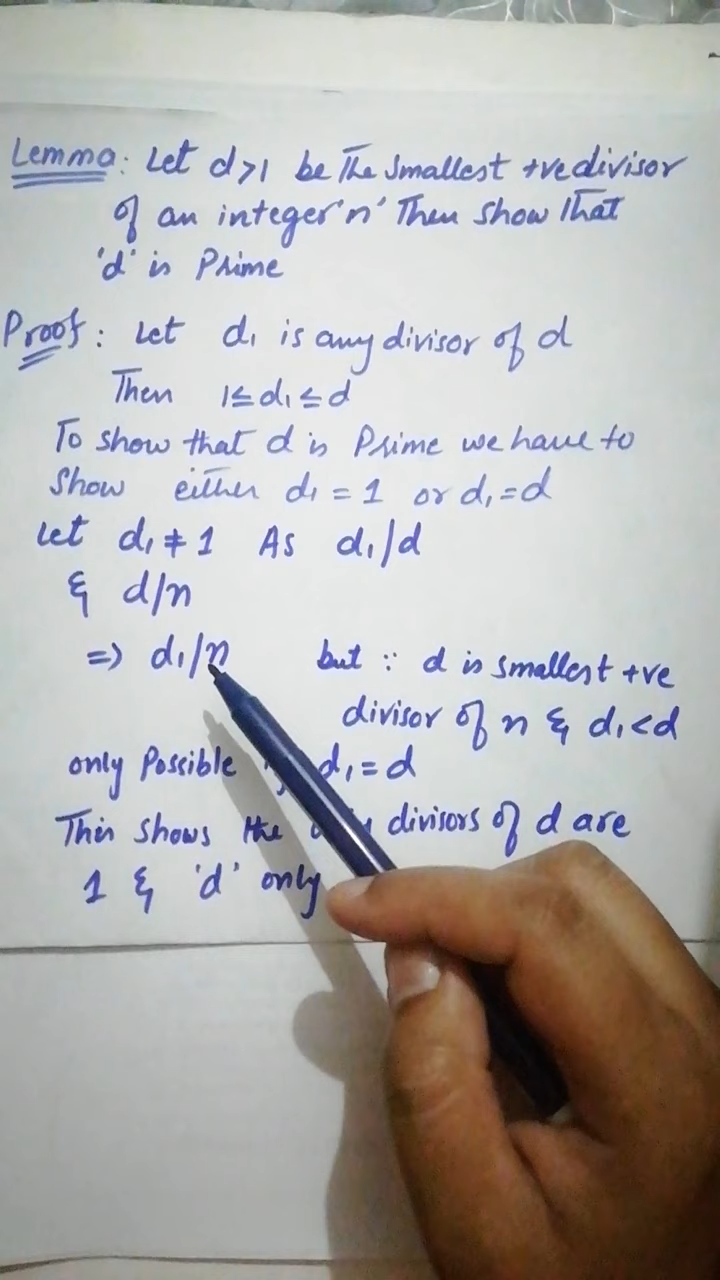 Lemma: Let d>1 be The smallest +ve divisor
of an integer 'n' Then show that
'd' is Prime
Proof: Let d₁ is any divisor of d
Then 1≤d₁≤d
To show that d is Prime we have to
show either d₁ = 1 or d₁ = d
Let d₁ ≠ 1 As d₁/d
& d/n
=> d₁/n but ∵ d is smallest +ve
divisor of n & d₁<d
only Possible d₁ = d
This shows the divisors of d are
1 & 'd' only